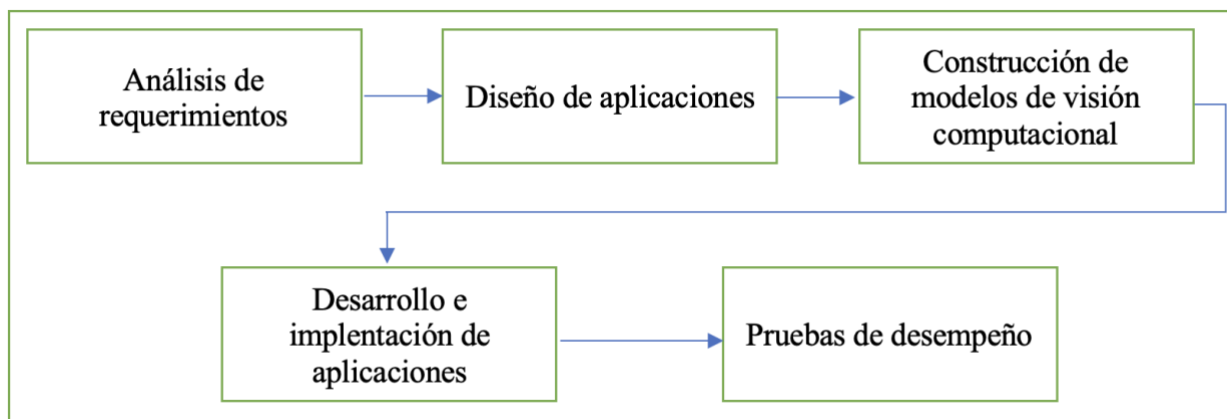 Análisis de
requerimientos
Diseño de aplicaciones
Construcción de
modelos de visión
computacional
Desarrollo e
implentación de
aplicaciones
Pruebas de desempeño